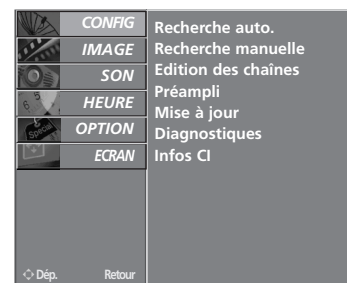 CONFIG
IMAGE
SON
HEURE
OPTION
ECRAN
Recherche auto.
Recherche manuelle
Edition des chaînes
Préampli
Mise à jour
Diagnostiques
Infos CI
Special
Dép.
Retour